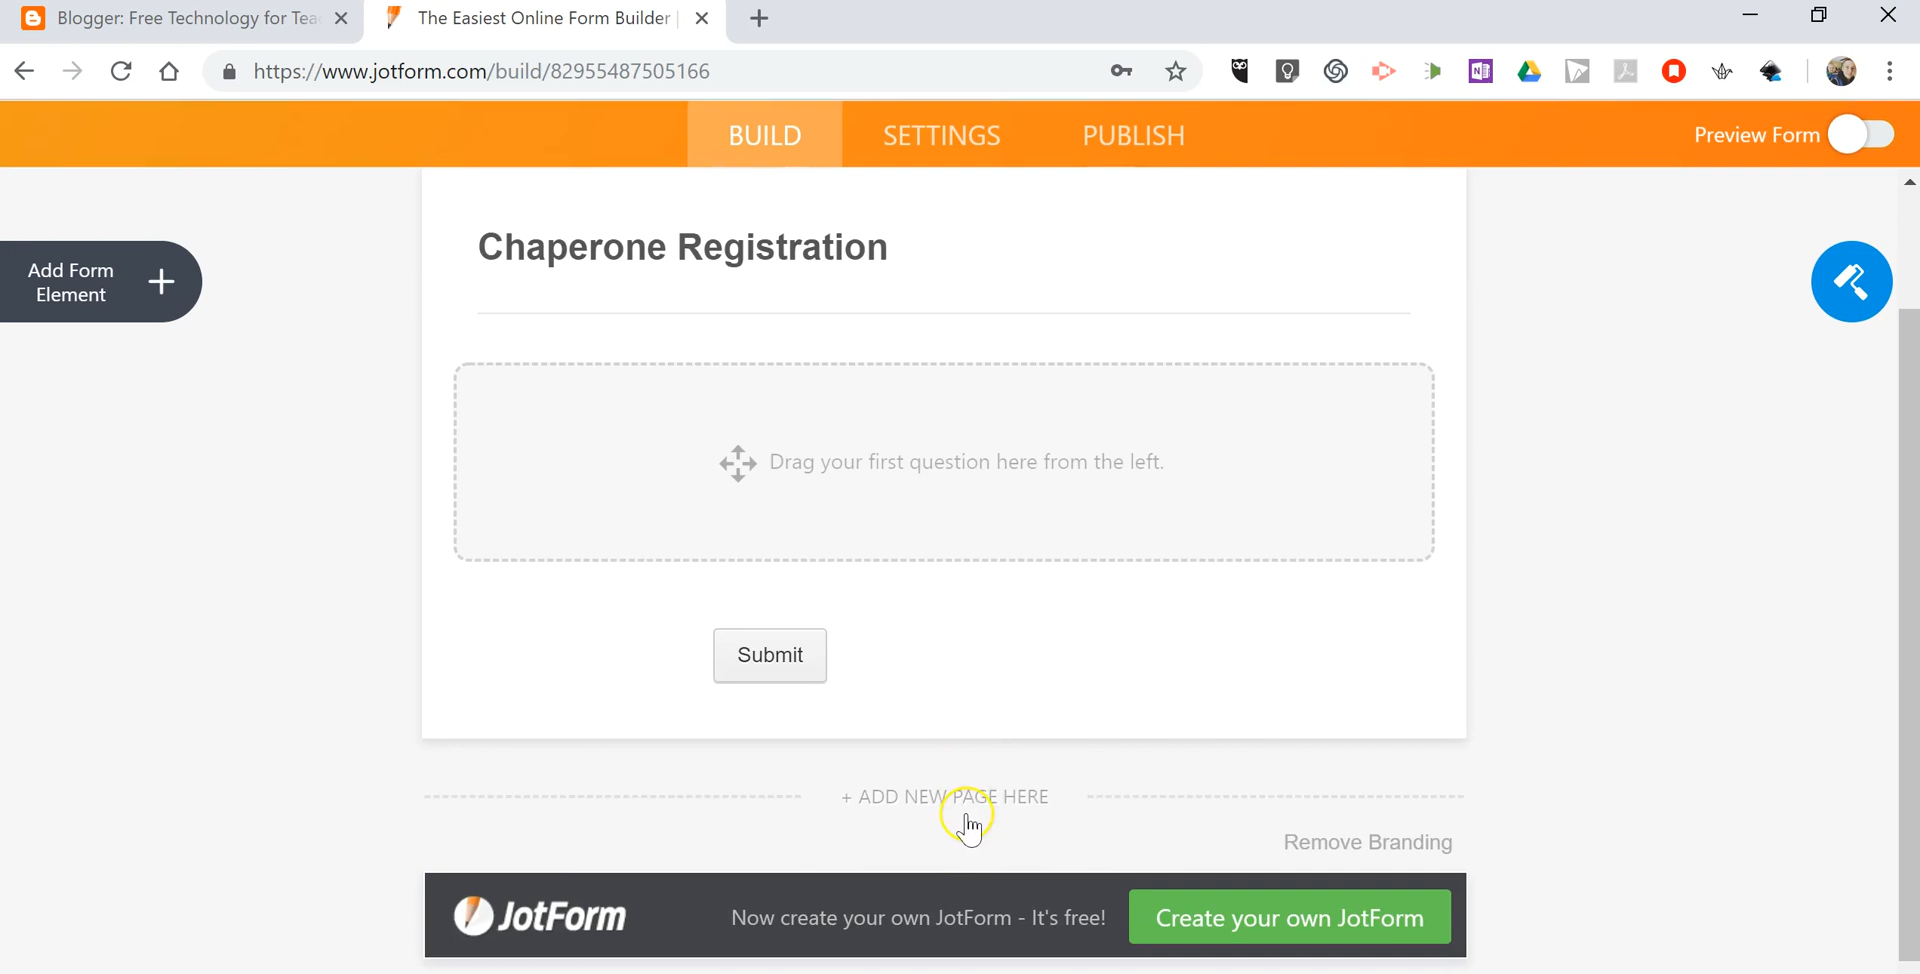 Blogger: Free Technology for Tea
The Easiest Online Form Builder
https://www.jotform.com/build/82955487505166
BUILD
SETTINGS
PUBLISH
Preview Form
Add Form
Element
Chaperone Registration
Drag your first question here from the left.
Submit
+ ADD NEW PAGE HERE
Remove Branding
JotForm
Now create your own JotForm - It's free!
Create your own JotForm